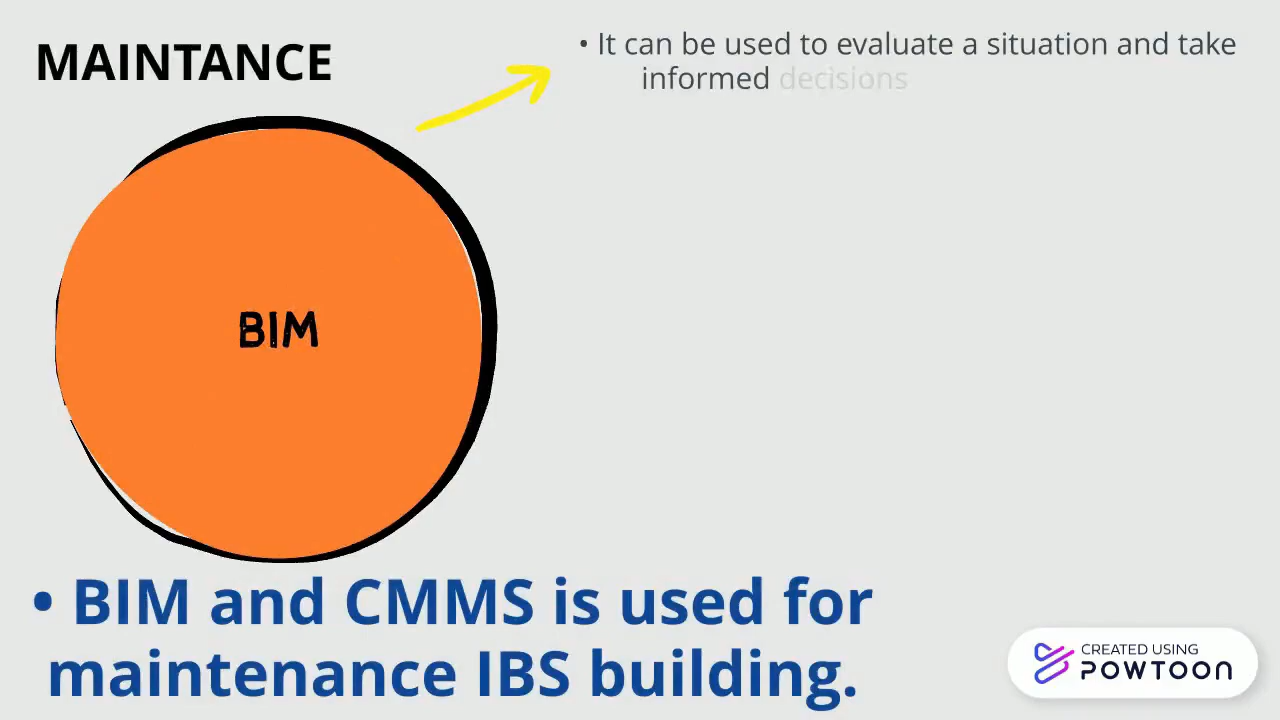 MAINTANCE
• It can be used to evaluate a situation and take
informed decisions
BIM
• BIM and CMMS is used for
maintenance IBS building.
CREATED USING
POWTOON